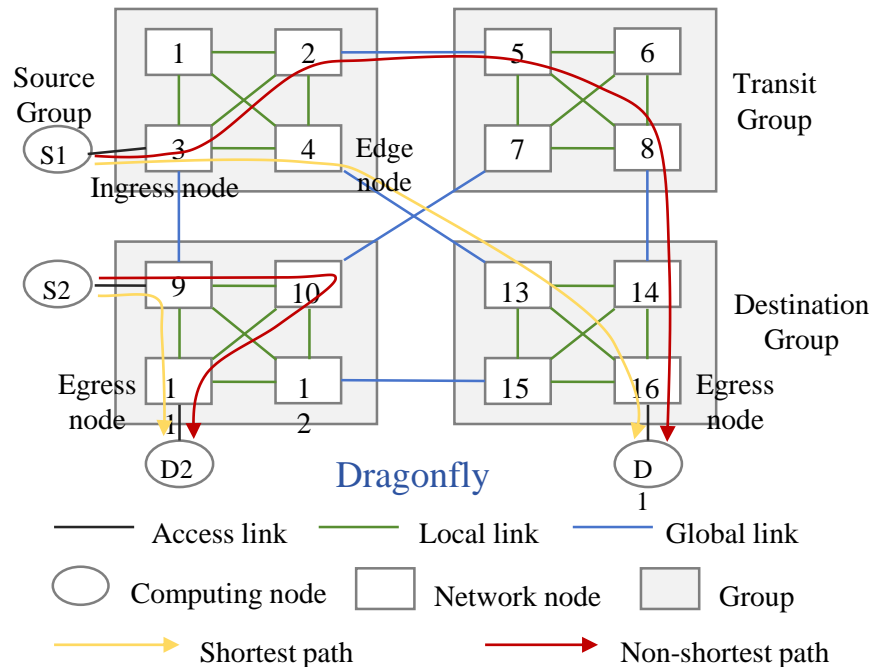 1
2
5
6
Source
Group
Transit
Group
S1
3
4
Edge
node
7
8
Ingress node
S2
9
10
13
14
Destination
Group
Egress
node
1
1
1
2
15
16
Egress
node
D2
D
1
Dragonfly
Access link
Local link
Global link
Computing node
Network node
Group
Shortest path
Non-shortest path